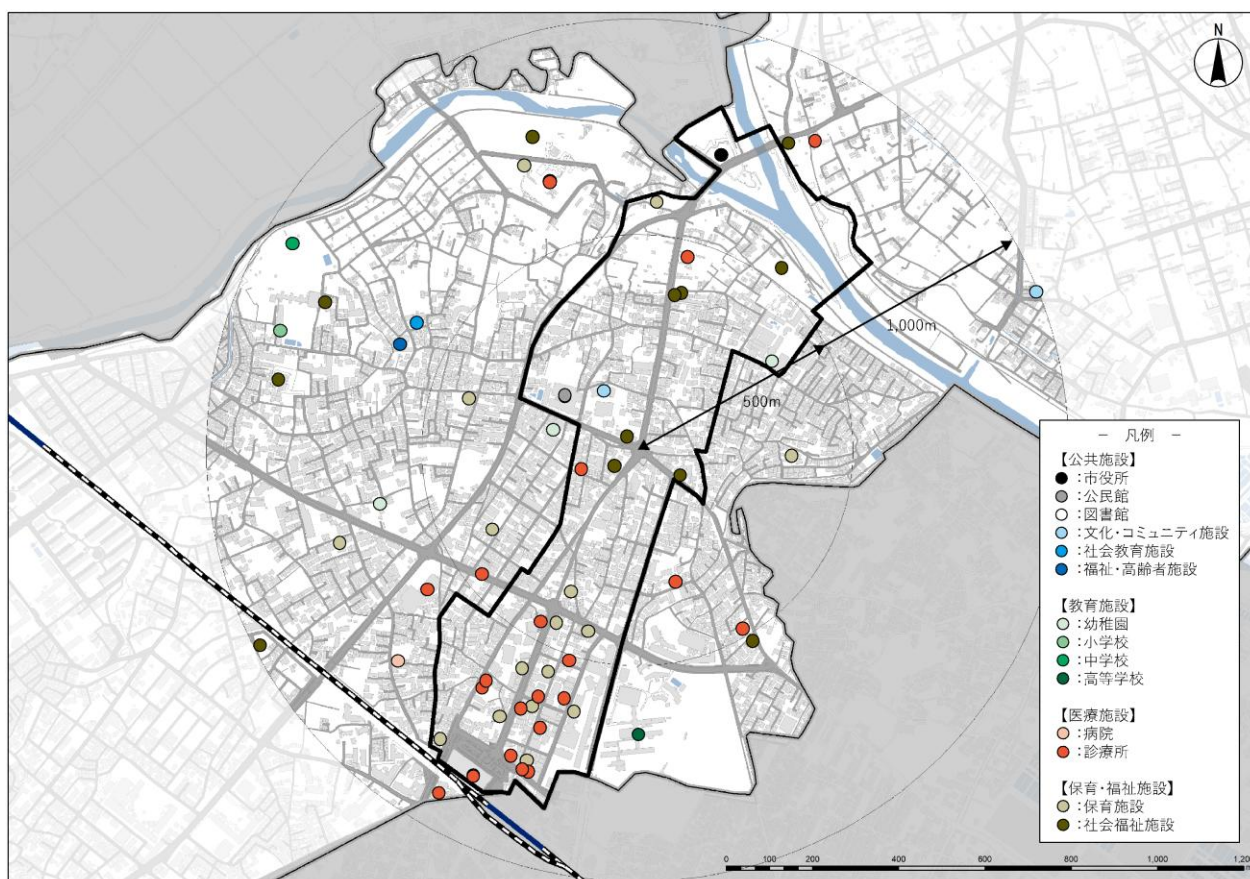 N
1,000m
500m
－ 凡例 －
【公共施設】
：市役所
：公民館
：図書館
：文化・コミュニティ施設
：社会教育施設
：福祉・高齢者施設
【教育施設】
：幼稚園
：小学校
：中学校
：高等学校
【医療施設】
：病院
：診療所
【保育・福祉施設】
：保育施設
：社会福祉施設
0 100 200 400 600 800 1,000